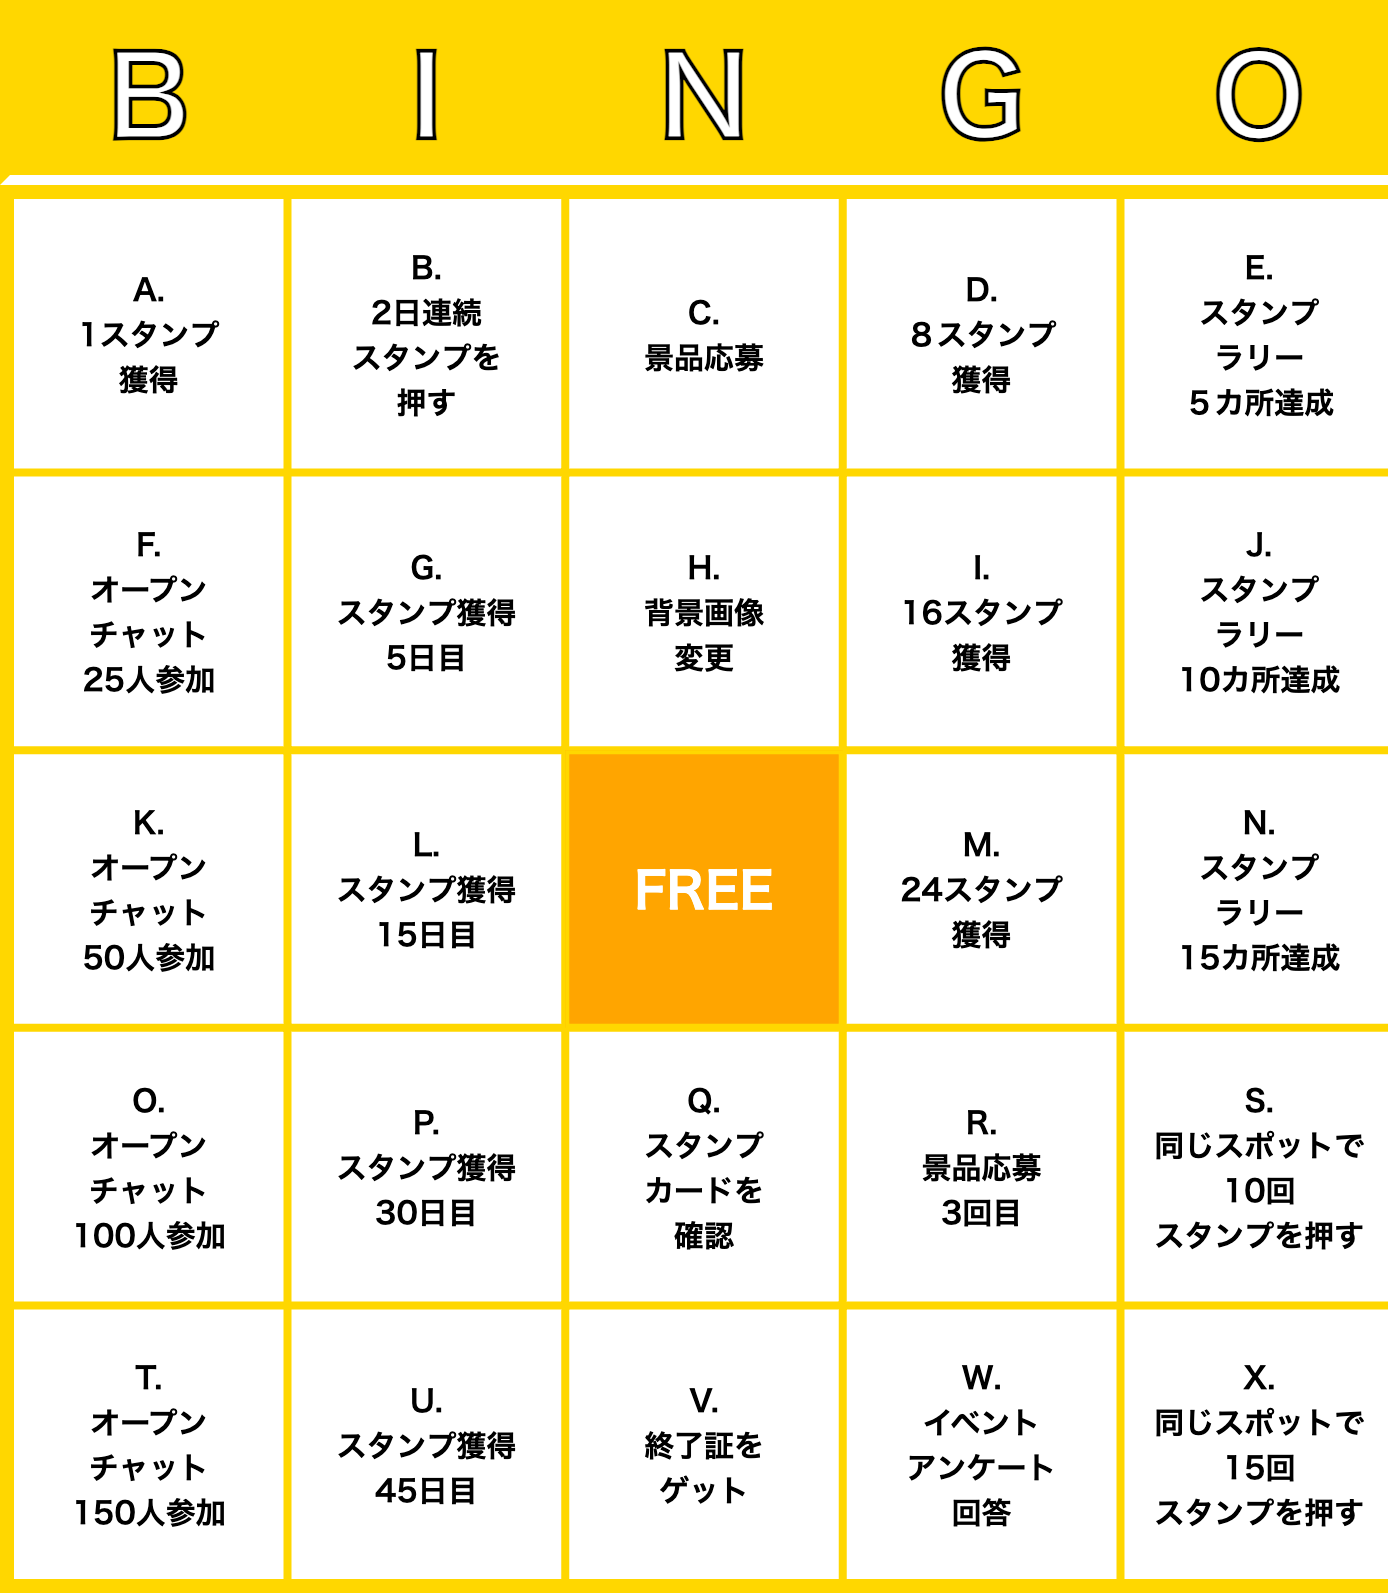 B I N G O
A.
1スタンプ
獲得
B.
2日連続
スタンプを
押す
C.
景品応募
D.
８スタンプ
獲得
E.
スタンプ
ラリー
５カ所達成
F.
オープン
チャット
25人参加
G.
スタンプ獲得
5日目
H.
背景画像
変更
I.
16スタンプ
獲得
J.
スタンプ
ラリー
10カ所達成
K.
オープン
チャット
50人参加
L.
スタンプ獲得
15日目
FREE
M.
24スタンプ
獲得
N.
スタンプ
ラリー
15カ所達成
O.
オープン
チャット
100人参加
P.
スタンプ獲得
30日目
Q.
スタンプ
カードを
確認
R.
景品応募
3回目
S.
同じスポットで
10回
スタンプを押す
T.
オープン
チャット
150人参加
U.
スタンプ獲得
45日目
V.
終了証を
ゲット
W.
イベント
アンケート
回答
X.
同じスポットで
15回
スタンプを押す